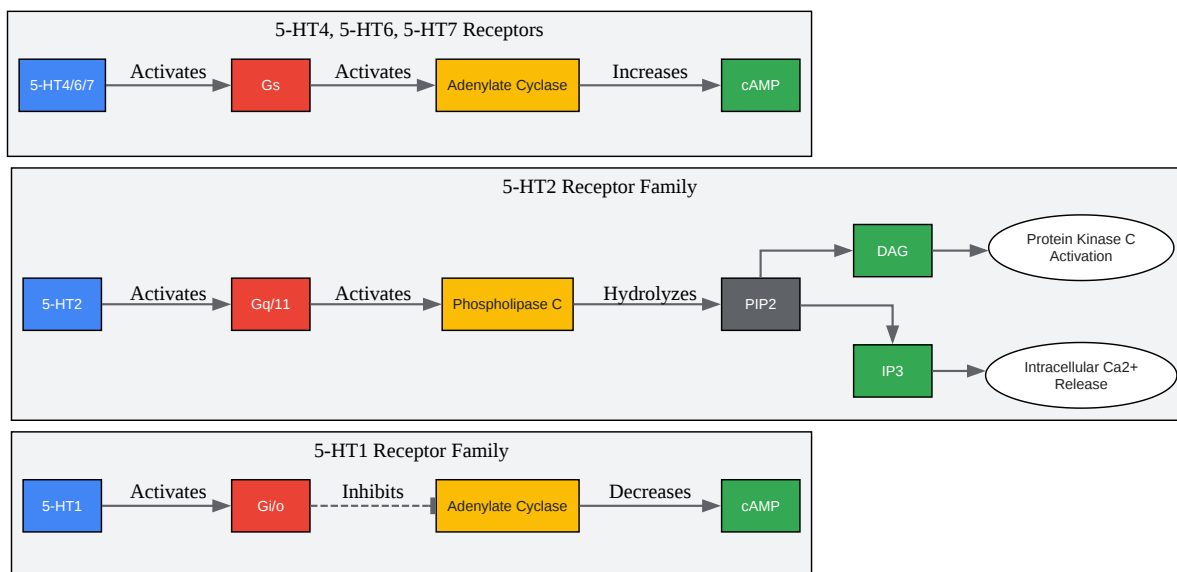 5-HT4, 5-HT6, 5-HT7 Receptors
5-HT4/6/7
Activates
Gs
Activates
Adenylate Cyclase
Increases
cAMP
5-HT2 Receptor Family
5-HT2
Activates
Gq/11
Activates
Phospholipase C
Hydrolyzes
PIP2
DAG
Protein Kinase C
Activation
IP3
Intracellular Ca2+
Release
5-HT1 Receptor Family
5-HT1
Activates
Gi/o
Inhibits
Adenylate Cyclase
Decreases
cAMP